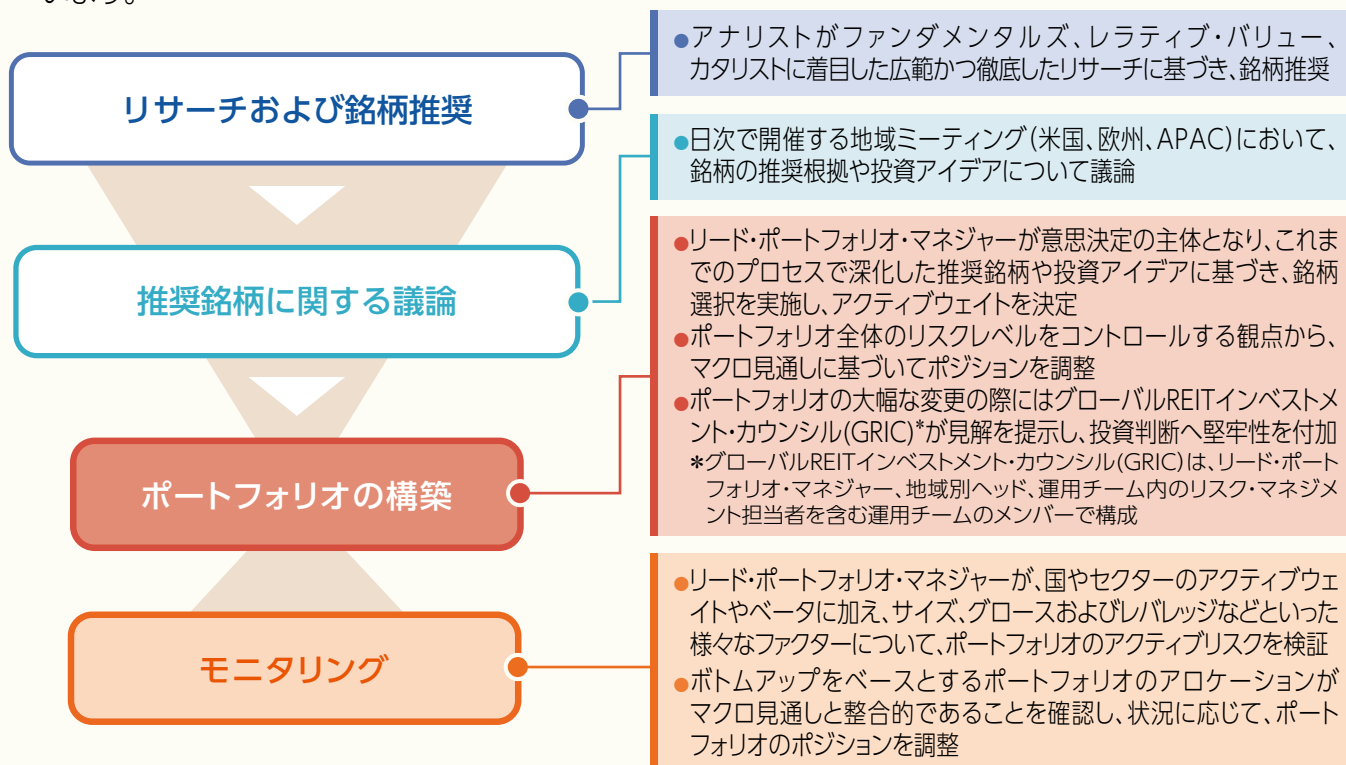 リサーチおよび銘柄推奨
●アナリストがファンダメンタルズ、レラティブ・バリュー、
カタリストに着目した広範かつ徹底したリサーチに基づき、銘柄推奨
推奨銘柄に関する議論
●日次で開催する地域ミーティング(米国、欧州、APAC)において、
銘柄の推奨根拠や投資アイデアについて議論
ポートフォリオの構築
●リード・ポートフォリオ・マネジャーが意思決定の主体となり、これま
でのプロセスで深化した推奨銘柄や投資アイデアに基づき、銘柄
選択を実施し、アクティブウェイトを決定
●ポートフォリオ全体のリスクレベルをコントロールする観点から、
マクロ見通しに基づいてポジションを調整
●ポートフォリオの大幅な変更の際にはグローバルREITインベストメ
ント・カウンシル(GRIC)*が見解を提示し、投資判断へ堅牢性を付加
*グローバルREITインベストメント・カウンシル(GRIC)は、リード・ポート
フォリオ・マネジャー、地域別ヘッド、運用チーム内のリスク・マネジメ
ント担当者を含む運用チームのメンバーで構成
モニタリング
●リード・ポートフォリオ・マネジャーが、国やセクターのアクティブウェ
イトやベータに加え、サイズ、グロースおよびレバレッジなどといった
様々なファクターについて、ポートフォリオのアクティブリスクを検証
●ボトムアップをベースとするポートフォリオのアロケーションが
マクロ見通しと整合的であることを確認し、状況に応じて、ポート
フォリオのポジションを調整